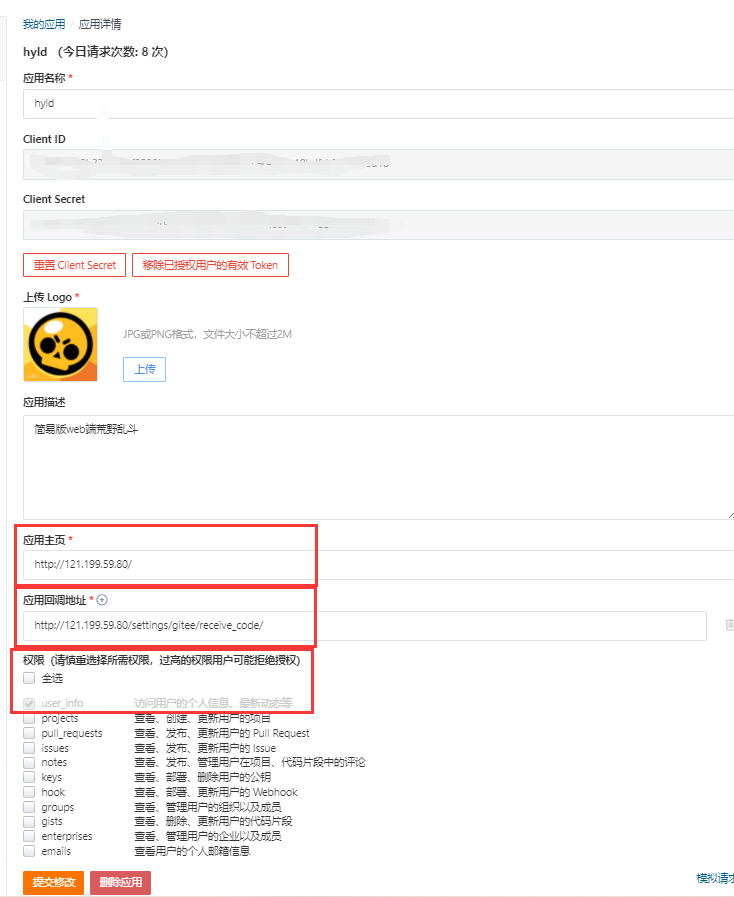 我的应用 / 应用详情
hyld （今日请求次数: 8 次）
应用名称 *
hyld
Client ID
Client Secret
重置 Client Secret 移除已授权用户的有效 Token
上传 Logo *
JPG或PNG格式，文件大小不超过2M
上传
应用描述
简易版web端荒野乱斗
应用主页 *
http://121.199.59.80/
应用回调地址 *
http://121.199.59.80/settings/gitee/receive_code/
权限（请慎重选择所需权限，过高的权限用户可能拒绝授权）
全选
user_info 访问用户的个人信息、最新动态等
projects 查看、创建、更新用户的项目
pull_requests 查看、发布、更新用户的 Pull Request
issues 查看、发布、更新用户的 Issue
notes 查看、发布、管理用户在项目、代码片段中的评论
keys 查看、部署、删除用户的公钥
hook 查看、部署、更新用户的 Webhook
groups 查看、管理用户的组织以及成员
gists 查看、删除、更新用户的代码片段
enterprises 查看、管理用户的企业以及成员
emails 查看用户的个人邮箱信息
提交修改 删除应用 模拟请求